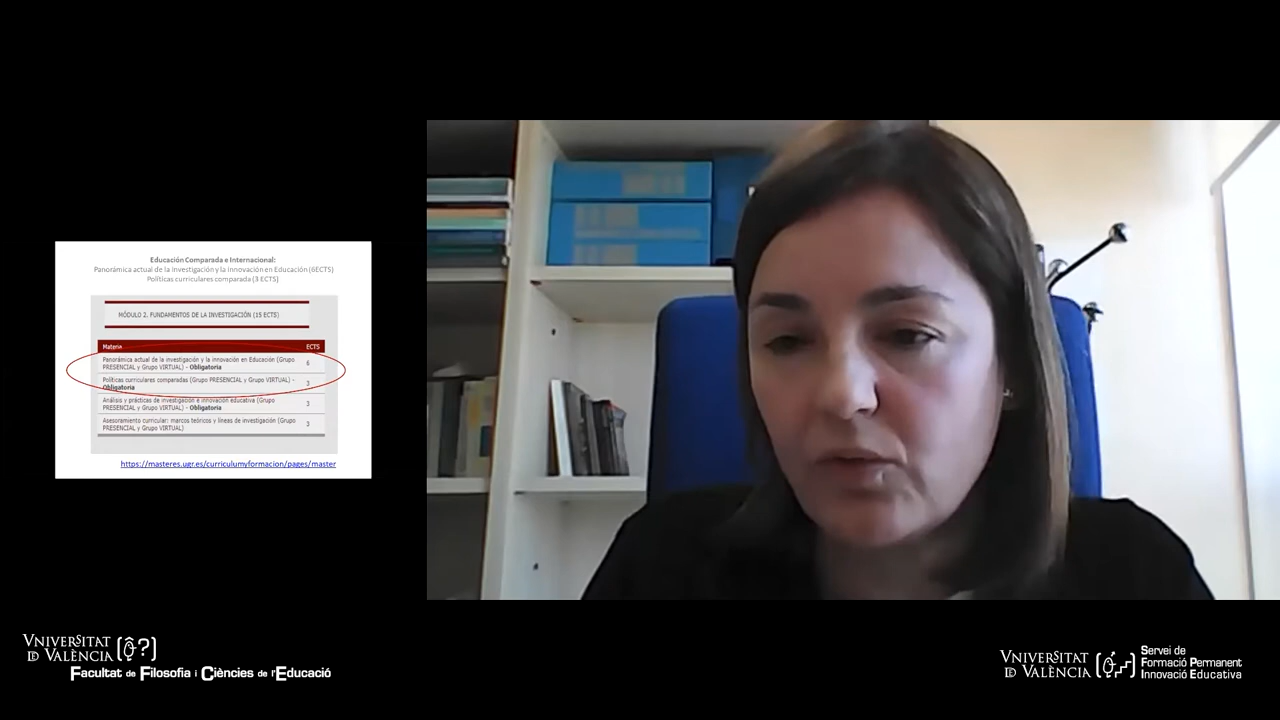 Educación Comparada e Internacional:
Panorámica actual de la investigación y la innovación en Educación (6ECTS)
Políticas curriculares comparada (3 ECTS)
MÓDULO 2. FUNDAMENTOS DE LA INVESTIGACIÓN (15 ECTS)
Materia ECTS
Panorámica actual de la investigación y la innovación en Educación (Grupo
PRESENCIAL y Grupo VIRTUAL) - Obligatoria
6
Políticas curriculares comparadas (Grupo PRESENCIAL y Grupo VIRTUAL) -
Obligatoria
3
Análisis y prácticas de investigación e innovación educativa (Grupo
PRESENCIAL y Grupo VIRTUAL) - Obligatoria
3
Asesoramiento curricular: marcos teóricos y líneas de investigación (Grupo
PRESENCIAL y Grupo VIRTUAL)
3
https://masteres.ugr.es/curriculumyformacion/pages/master
VNIVERSITAT
ID VALÈNCIA
Facultat de Filosofia i Ciències de l'Educació
VNIVERSITAT
ID VALÈNCIA
Servei de
Formació Permanent
Innovació Educativa